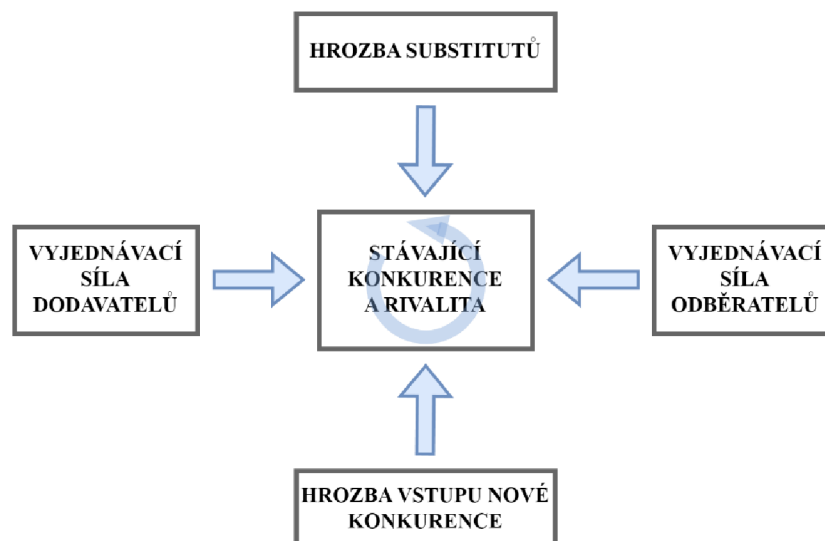 HROZBA SUBSTITUTŮ
VYJEDNÁVACÍ
SÍLA
DODAVATELŮ
STÁVAJÍCÍ
KONKURENCE
A RIVALITA
VYJEDNÁVACÍ
SÍLA
ODBĚRATELŮ
HROZBA VSTUPU NOVÉ
KONKURENCE